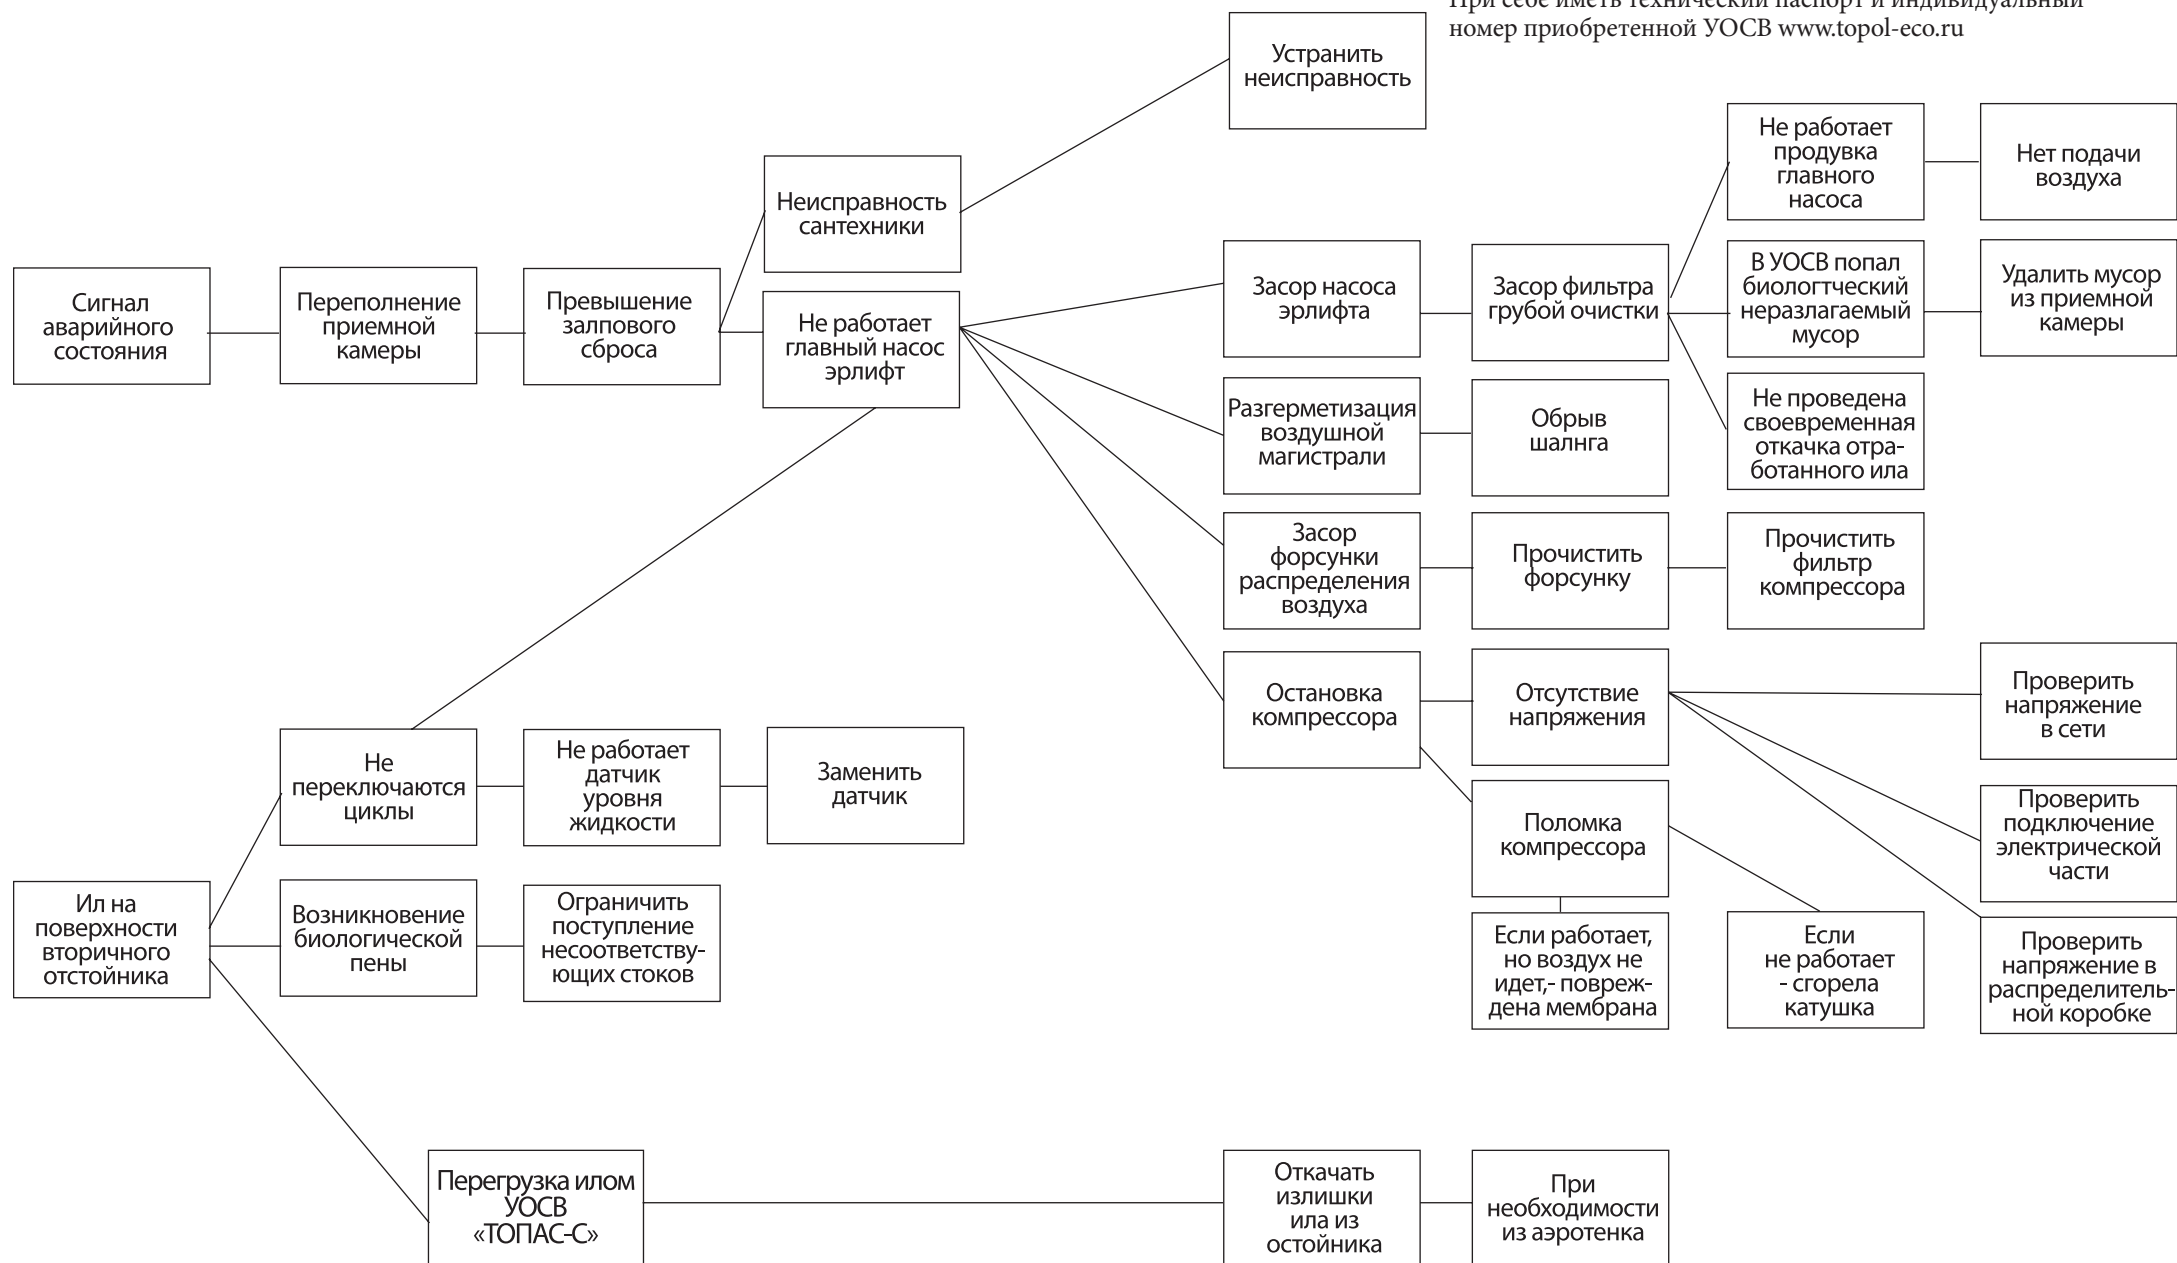 При себе иметь технический паспорт и индивидуальный
номер приобретенной УОСВ www.topol-eco.ru
Устранить
неисправность
Не работает
продувка
главного
насоса
Нет подачи
воздуха
Неисправность
сантехники
Сигнал
аварийного
состояния
Переполнение
приемной
камеры
Превышение
залпового
сброса
Не работает
главный насос
эрлифт
Засор насоса
эрлифта
Засор фильтра
грубой очистки
В УОСВ попал
биологтческий
неразлагаемый
мусор
Удалить мусор
из приемной
камеры
Разгерметизация
воздушной
магистрали
Обрыв
шалнга
Не проведена
своевременная
откачка отра-
ботанного ила
Засор
форсунки
распределения
воздуха
Прочистить
форсунку
Прочистить
фильтр
компрессора
Остановка
компрессора
Отсутствие
напряжения
Проверить
напряжение
в сети
Не
переключаются
циклы
Не работает
датчик
уровня
жидкости
Заменить
датчик
Поломка
компрессора
Проверить
подключение
электрической
части
Ил на
поверхности
вторичного
отстойника
Возникновение
биологической
пены
Ограничить
поступление
несоответству-
ющих стоков
Если работает,
но воздух не
идет,- повреж-
дена мембрана
Если
не работает
- сгорела
катушка
Проверить
напряжение в
распределитель-
ной коробке
Перегрузка илом
УОСВ
«ТОПАС-С»
Откачать
излишки
ила из
остойника
При
необходимости
из аэротенка